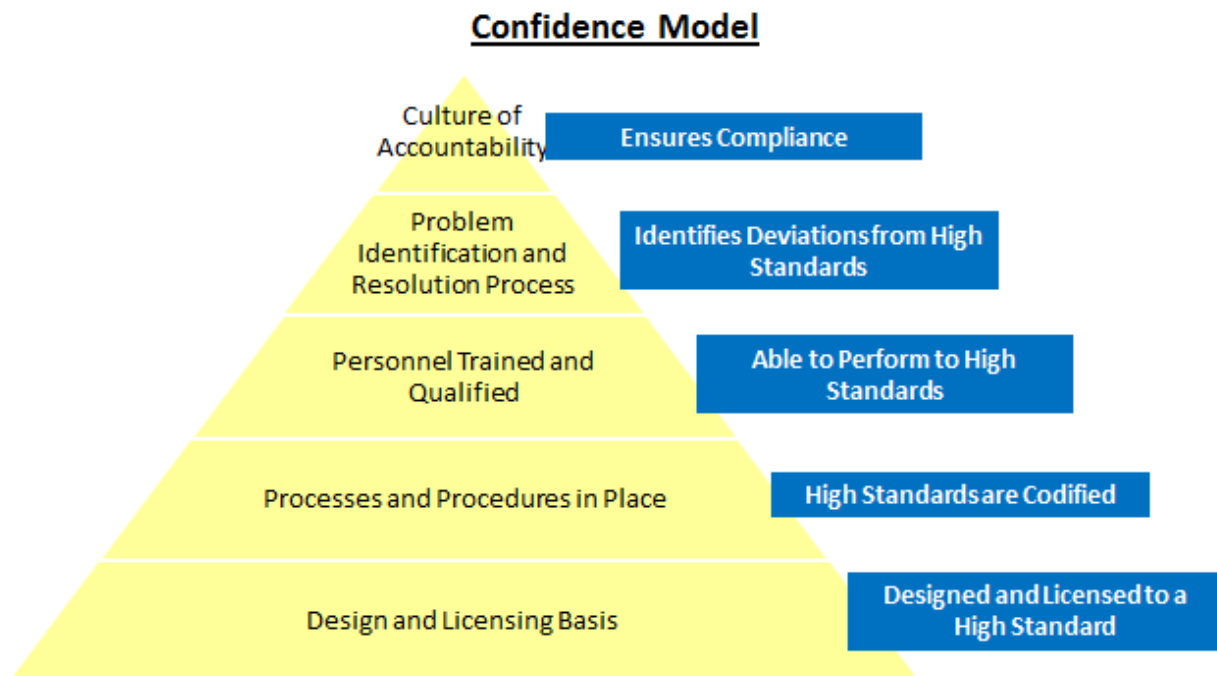 Confidence Model
Culture of
Accountability
Ensures Compliance
Problem
Identification and
Resolution Process
Identifies Deviations from High
Standards
Personnel Trained and
Qualified
Able to Perform to High
Standards
Processes and Procedures in Place
High Standards are Codified
Design and Licensing Basis
Designed and Licensed to a
High Standard